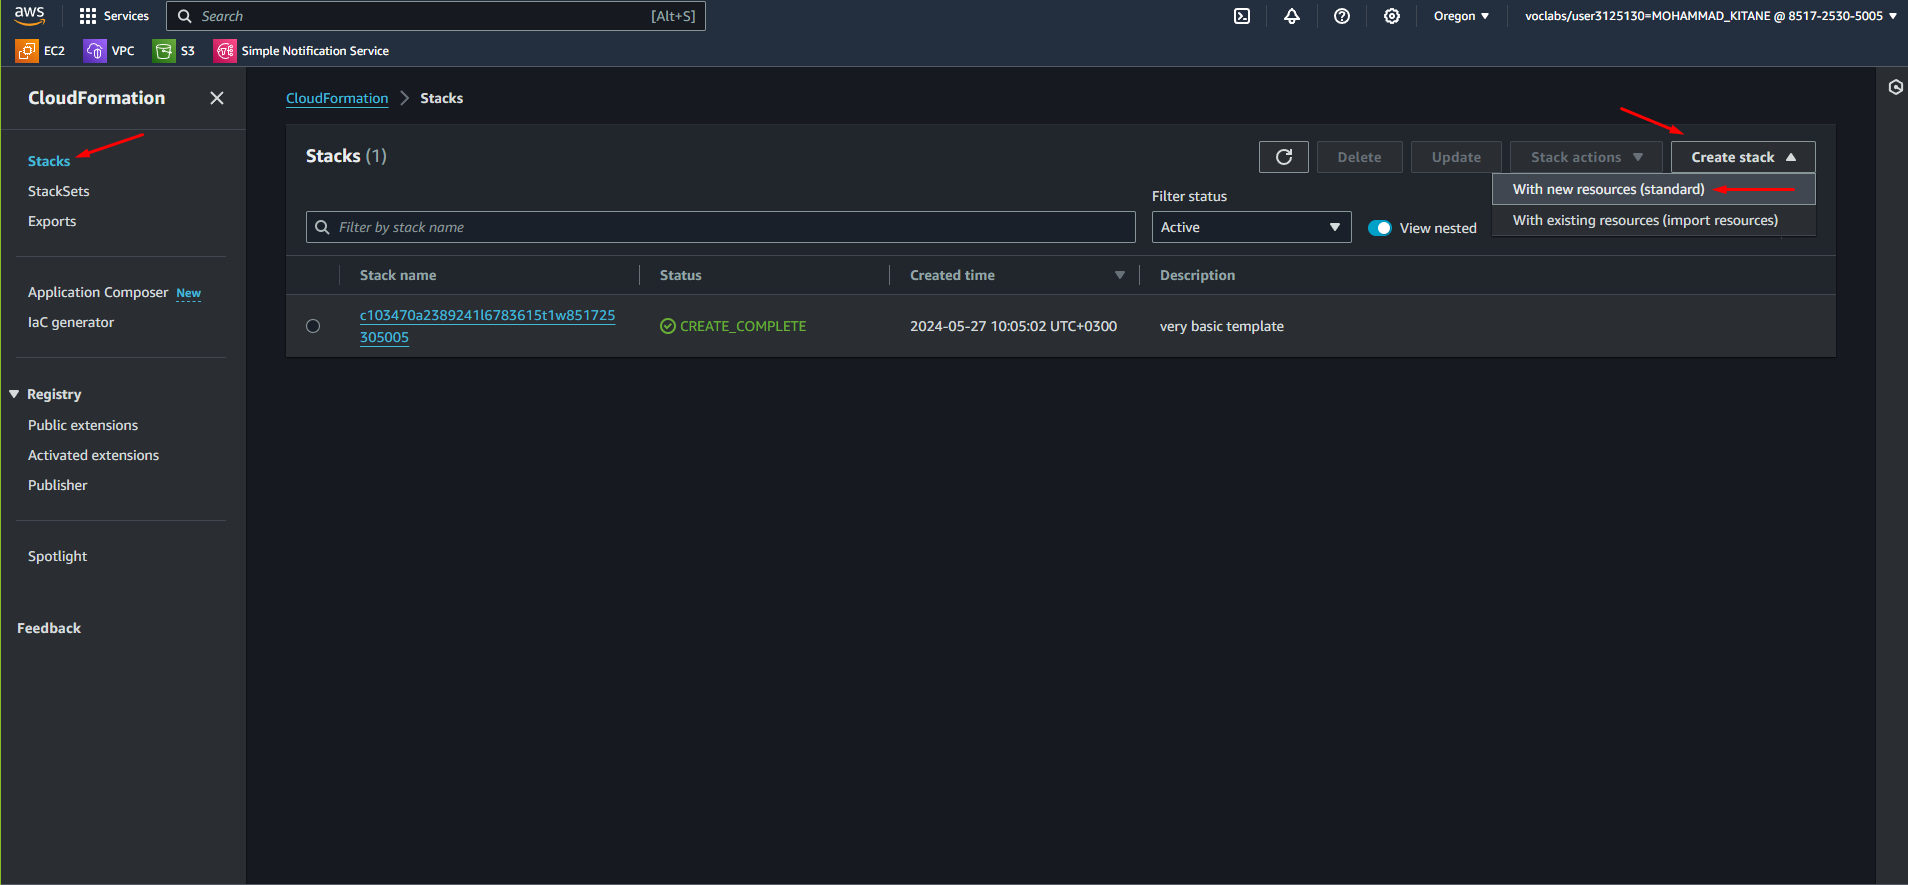 aws
Services
Search
[Alt+S]
Oregon
voclabs/user3125130=MOHAMMAD_KITANE @ 8517-2530-5005
EC2
VPC
S3
Simple Notification Service
CloudFormation
Stacks
StackSets
Exports
Application Composer New
IaC generator
Registry
Public extensions
Activated extensions
Publisher
Spotlight
Feedback
CloudFormation
Stacks
Stacks (1)
Delete
Update
Stack actions
Create stack
With new resources (standard)
With existing resources (import resources)
Filter status
Filter by stack name
Active
View nested
Stack name
Status
Created time
Description
c103470a2389241l6783615t1w851725
305005
CREATE_COMPLETE
2024-05-27 10:05:02 UTC+0300
very basic template